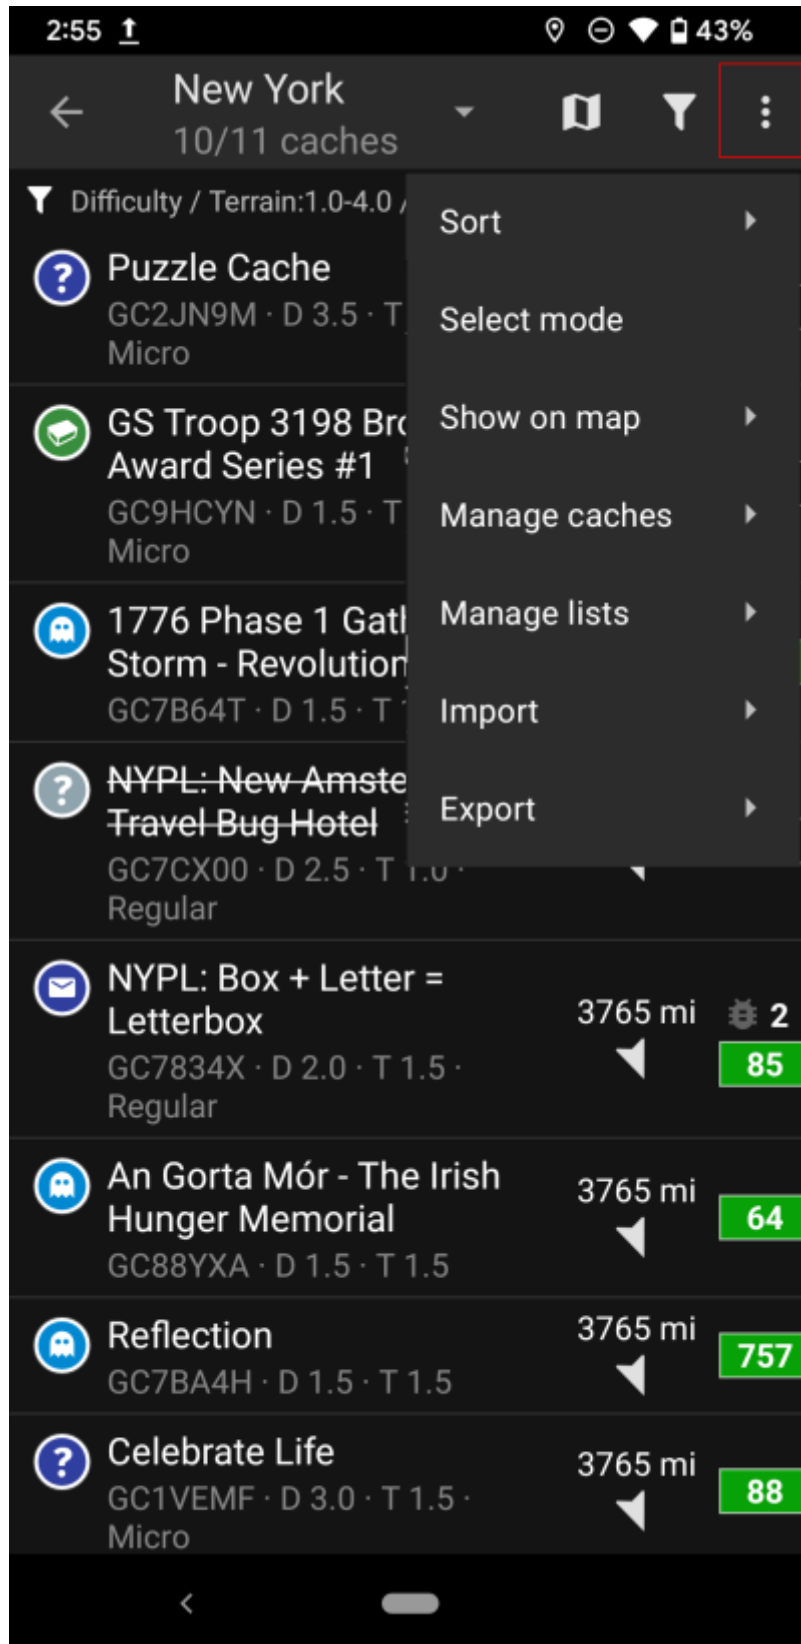 2:55 43%
New York
10/11 caches
Difficulty / Terrain:1.0-4.0 /
Sort
Select mode
Show on map
Manage caches
Manage lists
Import
Export
Puzzle Cache
GC2JN9M · D 3.5 · T
Micro
GS Troop 3198
Award Series #1
GC9HCYN · D 1.5 · T
Micro
1776 Phase 1
Storm - Revolution
GC7B64T · D 1.5 · T
NYPL: New
Travel Bug Hotel
GC7CX00 · D 2.5 · T 1.0 ·
Regular
NYPL: Box + Letter =
Letterbox
GC7834X · D 2.0 · T 1.5 ·
Regular
3765 mi
2
85
An Gorta Mór - The Irish
Hunger Memorial
GC88YXA · D 1.5 · T 1.5
3765 mi
64
Reflection
GC7BA4H · D 1.5 · T 1.5
3765 mi
757
Celebrate Life
GC1VEMF · D 3.0 · T 1.5 ·
Micro
3765 mi
88